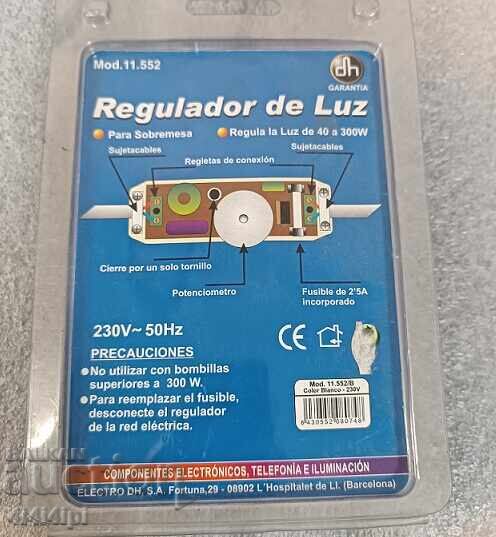 Mod.11.552
dh
GARANTIA
Regulador de Luz
Para Sobremesa
Regula la Luz de 40 a 300W
Sujetacables
Regletas de conexión
Sujetacables
Cierre por un solo tornillo
Potenciometro
Fusible de 2'5A
incorporado
230V~ 50Hz
CE
PRECAUCIONES
No utilizar con bombillas
superiores a 300 W.
Para reemplazar el fusible,
desconecte el regulador
de la red eléctrica.
Mod. 11.552/B
Color Blanco - 230V
8430552080748
COMPONENTES ELECTRÓNICOS, TELEFONÍA E ILUMINACIÓN
ELECTRO DH, S.A. Fortuna,29 - 08902 L'Hospitalet de Ll. (Barcelona)